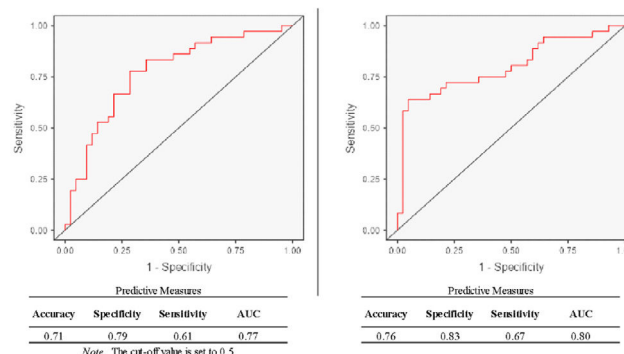 1.00
0.75
0.50
0.25
0.00
Sensitivity
0.00 0.25 0.50 0.75 1.00
1 - Specificity
Predictive Measures
Accuracy Specificity Sensitivity AUC
0.71 0.79 0.61 0.77
Note. The cut-off value is set to 0.5
1.00
0.75
0.50
0.25
0.00
Sensitivity
0.00 0.25 0.50 0.75 1.00
1 - Specificity
Predictive Measures
Accuracy Specificity Sensitivity AUC
0.76 0.83 0.67 0.80